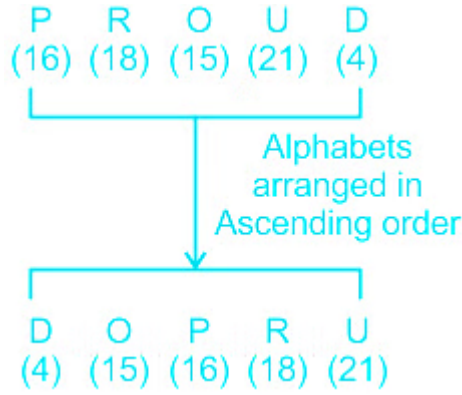 P R O U D
(16) (18) (15) (21) (4)
Alphabets
arranged in
Ascending order
D O P R U
(4) (15) (16) (18) (21)